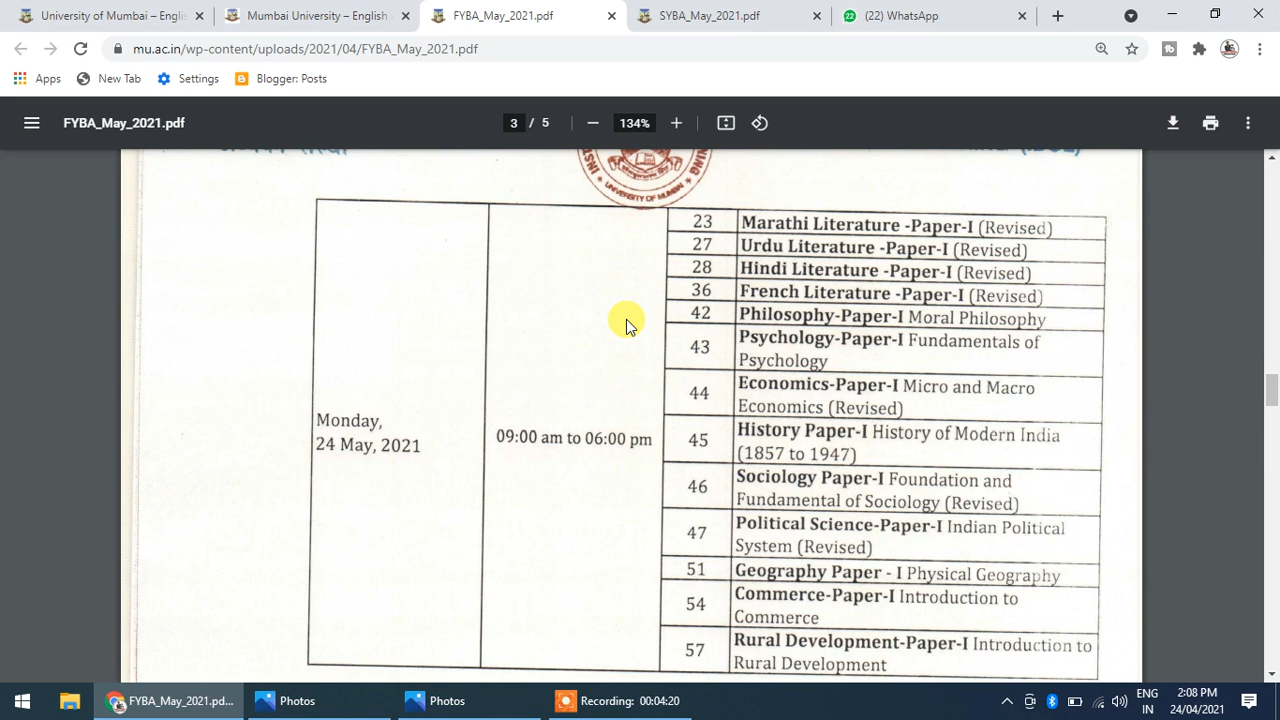 University of Mumbai – Englis
Mumbai University – English
FYBA_May_2021.pdf
SYBA_May_2021.pdf
(22) WhatsApp
mu.ac.in/wp-content/uploads/2021/04/FYBA_May_2021.pdf
Apps
New Tab
Settings
Blogger: Posts
FYBA_May_2021.pdf
3 / 5
134%
UNIVERSITY OF MUMBAI
Monday,
24 May, 2021
09:00 am to 06:00 pm
23 Marathi Literature -Paper-I (Revised)
27 Urdu Literature -Paper-I (Revised)
28 Hindi Literature -Paper-I (Revised)
36 French Literature -Paper-I (Revised)
42 Philosophy-Paper-I Moral Philosophy
43 Psychology-Paper-I Fundamentals of
Psychology
44 Economics-Paper-I Micro and Macro
Economics (Revised)
45 History Paper-I History of Modern India
(1857 to 1947)
46 Sociology Paper-I Foundation and
Fundamental of Sociology (Revised)
47 Political Science-Paper-I Indian Political
System (Revised)
51 Geography Paper - I Physical Geography
54 Commerce-Paper-I Introduction to
Commerce
57 Rural Development-Paper-I Introduction to
Rural Development
FYBA_May_2021.pd...
Photos
Photos
Recording: 00:04:20
ENG
IN
2:08 PM
24/04/2021